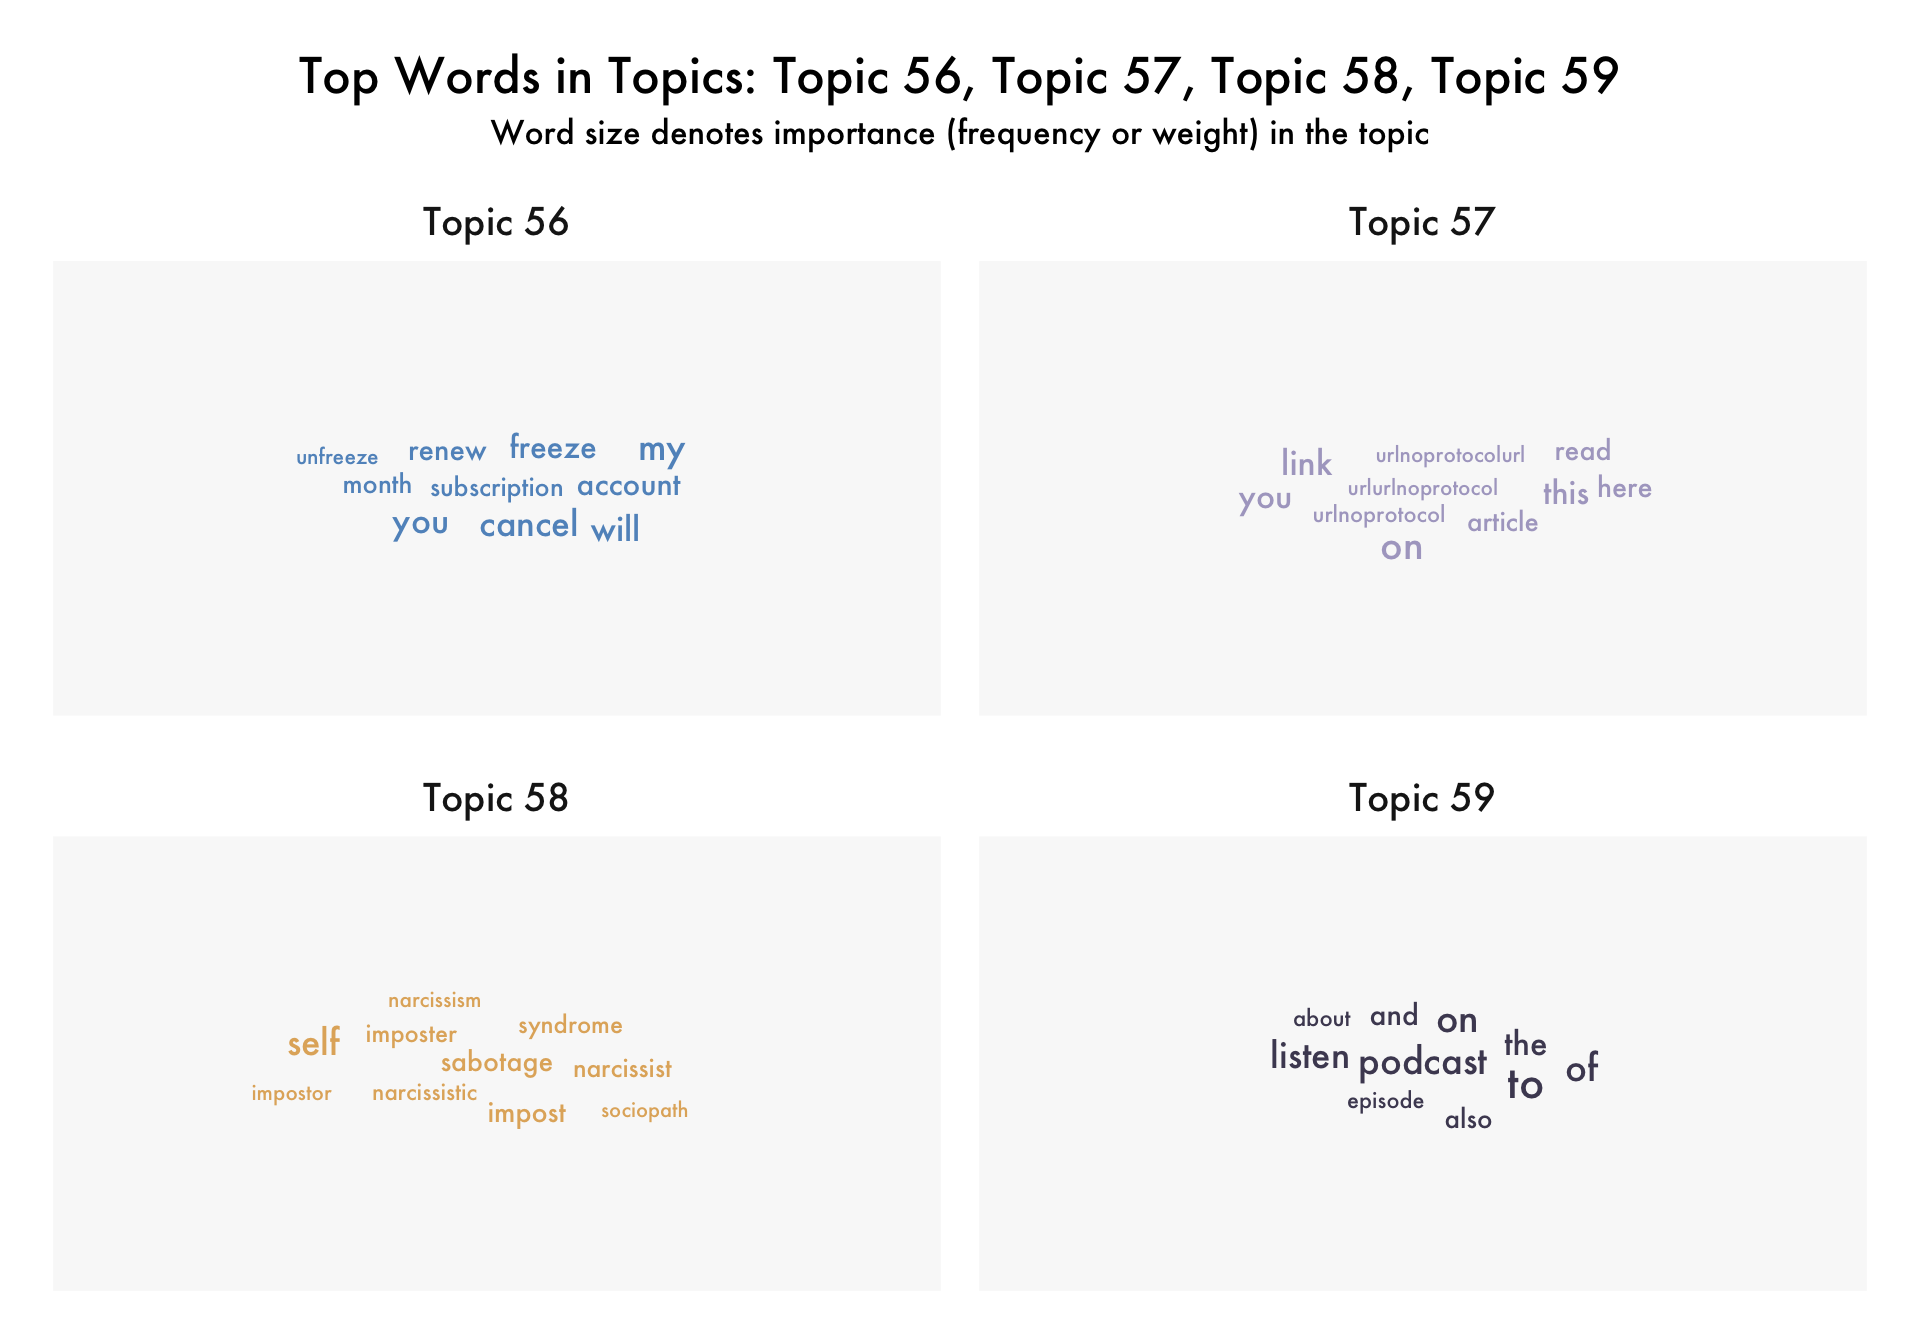 Top Words in Topics: Topic 56, Topic 57, Topic 58, Topic 59
Word size denotes importance (frequency or weight) in the topic
Topic 56
unfreeze renew freeze my
month subscription account
you cancel will
Topic 57
link urlnoprotocolurl read
you urlurlnoprotocol this here
urlnoprotocol article
on
Topic 58
narcissism
self imposter syndrome
sabotage narcissist
impostor narcissistic
impost sociopath
Topic 59
about and on
listen podcast the
to of
episode
also